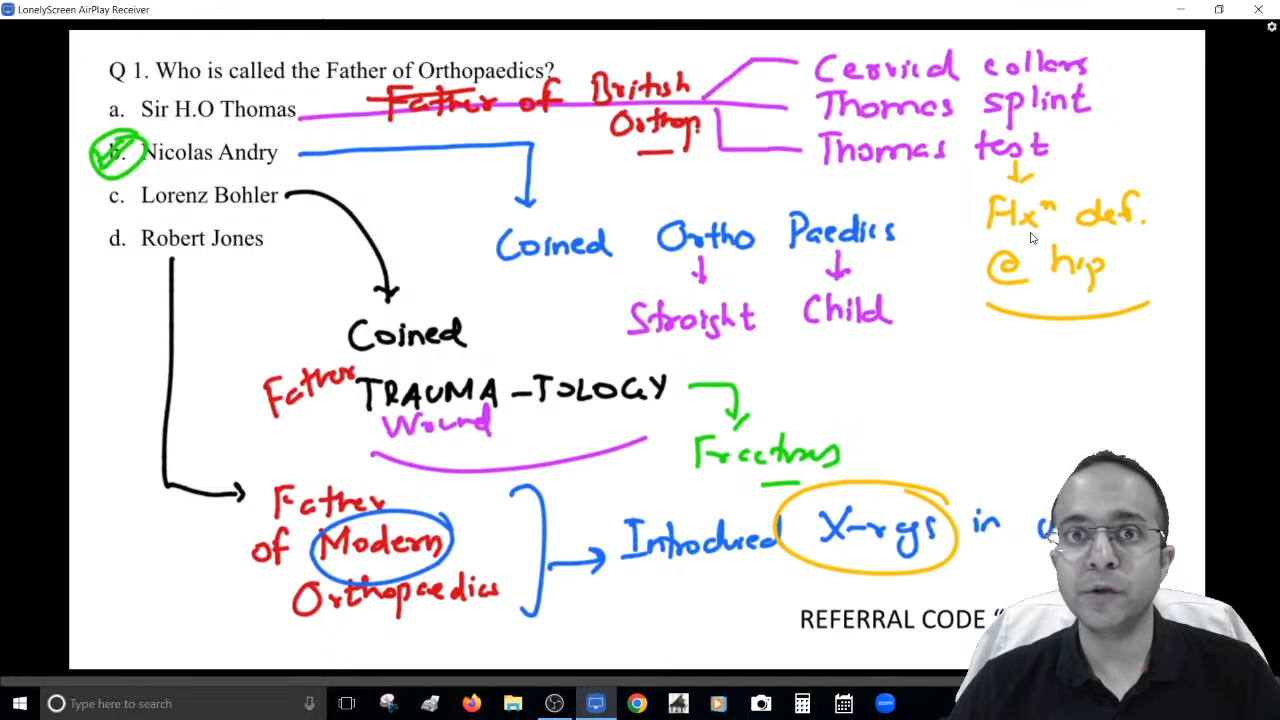 LonelyScreen AirPlay Receiver
Q 1. Who is called the Father of Orthopaedics?
a. Sir H.O Thomas
b. Nicolas Andry
c. Lorenz Bohler
d. Robert Jones
Father of British
Orthop.
Cervical collars
Thomas splint
Thomas test
Flxⁿ def.
@ hip
Coined Ortho Paedics
Straight Child
Coined
Father TRAUMA-TOLOGY
Wound
Fractures
Father
of Modern
Orthopaedics
Introduced X-rays in
REFERRAL CODE “
Type here to search
zoom